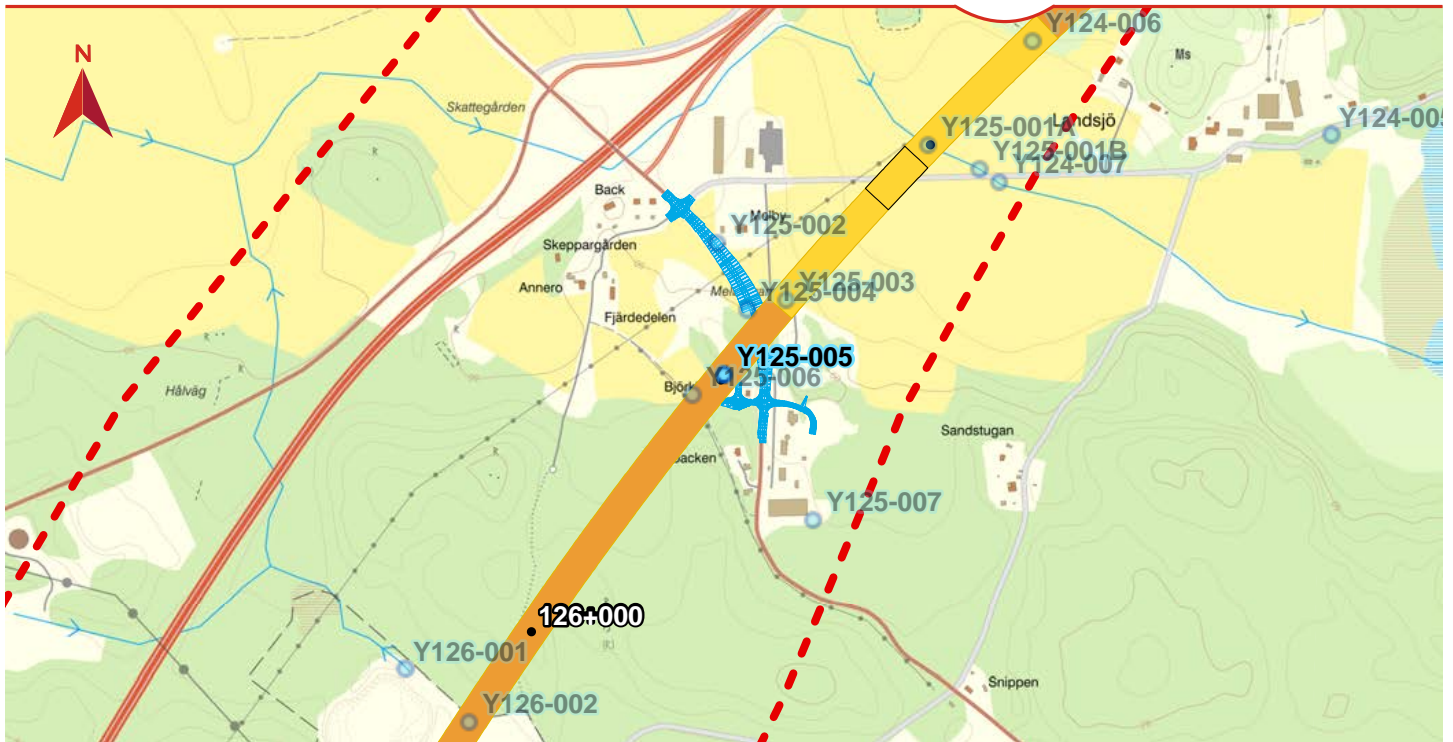 Y124-006
N
Ms
Skattegården
Landsjö
Y124-005
Y125-001A
Y125-001B
Y124-007
Back
Melby
Y125-002
Skeppargården
Annero
Y125-003
Y125-004
Fjärdedelen
Y125-005
Y125-006
Björk
Hålväg
Sandstugan
backen
Y125-007
126+000
Y126-001
Snippen
Y126-002
R
R
R